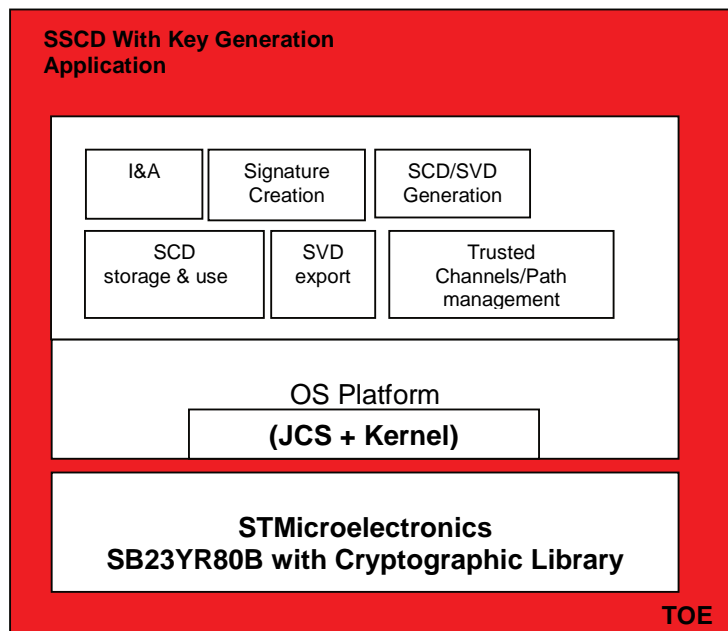 SSCD With Key Generation
Application
I&A
Signature
Creation
SCD/SVD
Generation
SCD
storage & use
SVD
export
Trusted
Channels/Path
management
OS Platform
(JCS + Kernel)
STMicroelectronics
SB23YR80B with Cryptographic Library
TOE